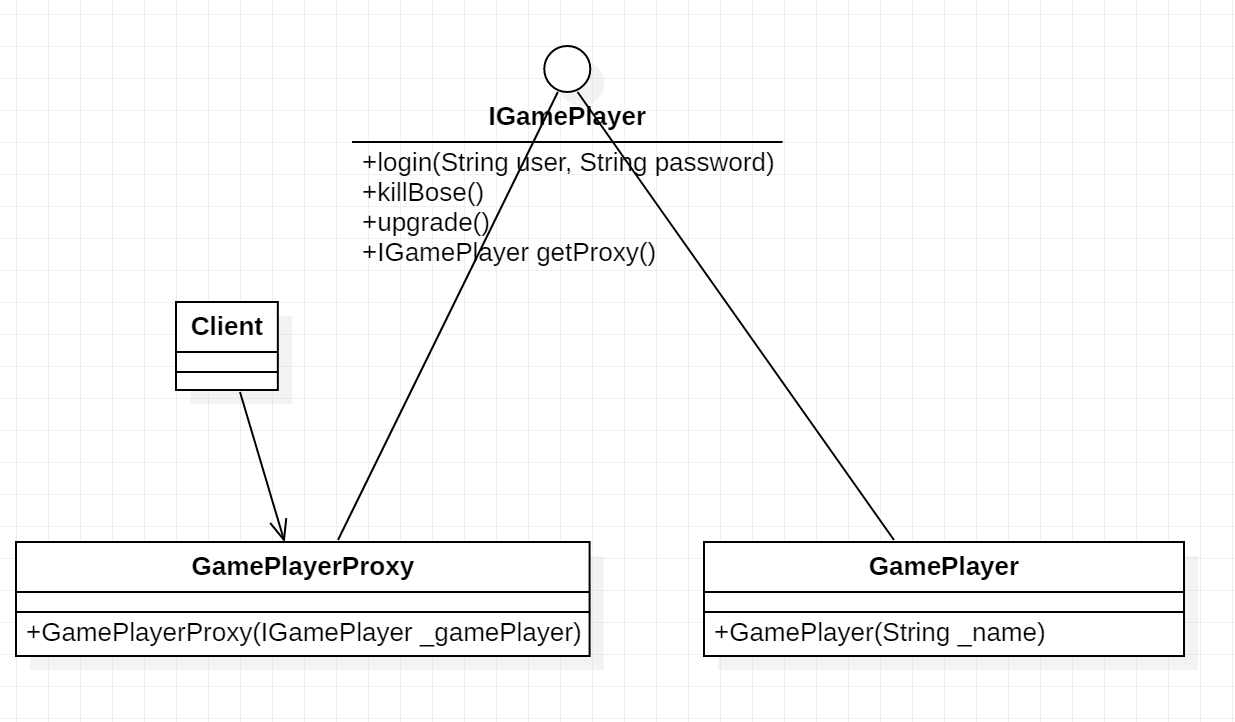 IGamePlayer
+login(String user, String password)
+killBose()
+upgrade()
+IGamePlayer getProxy()
Client
GamePlayerProxy
+GamePlayerProxy(IGamePlayer _gamePlayer)
GamePlayer
+GamePlayer(String _name)